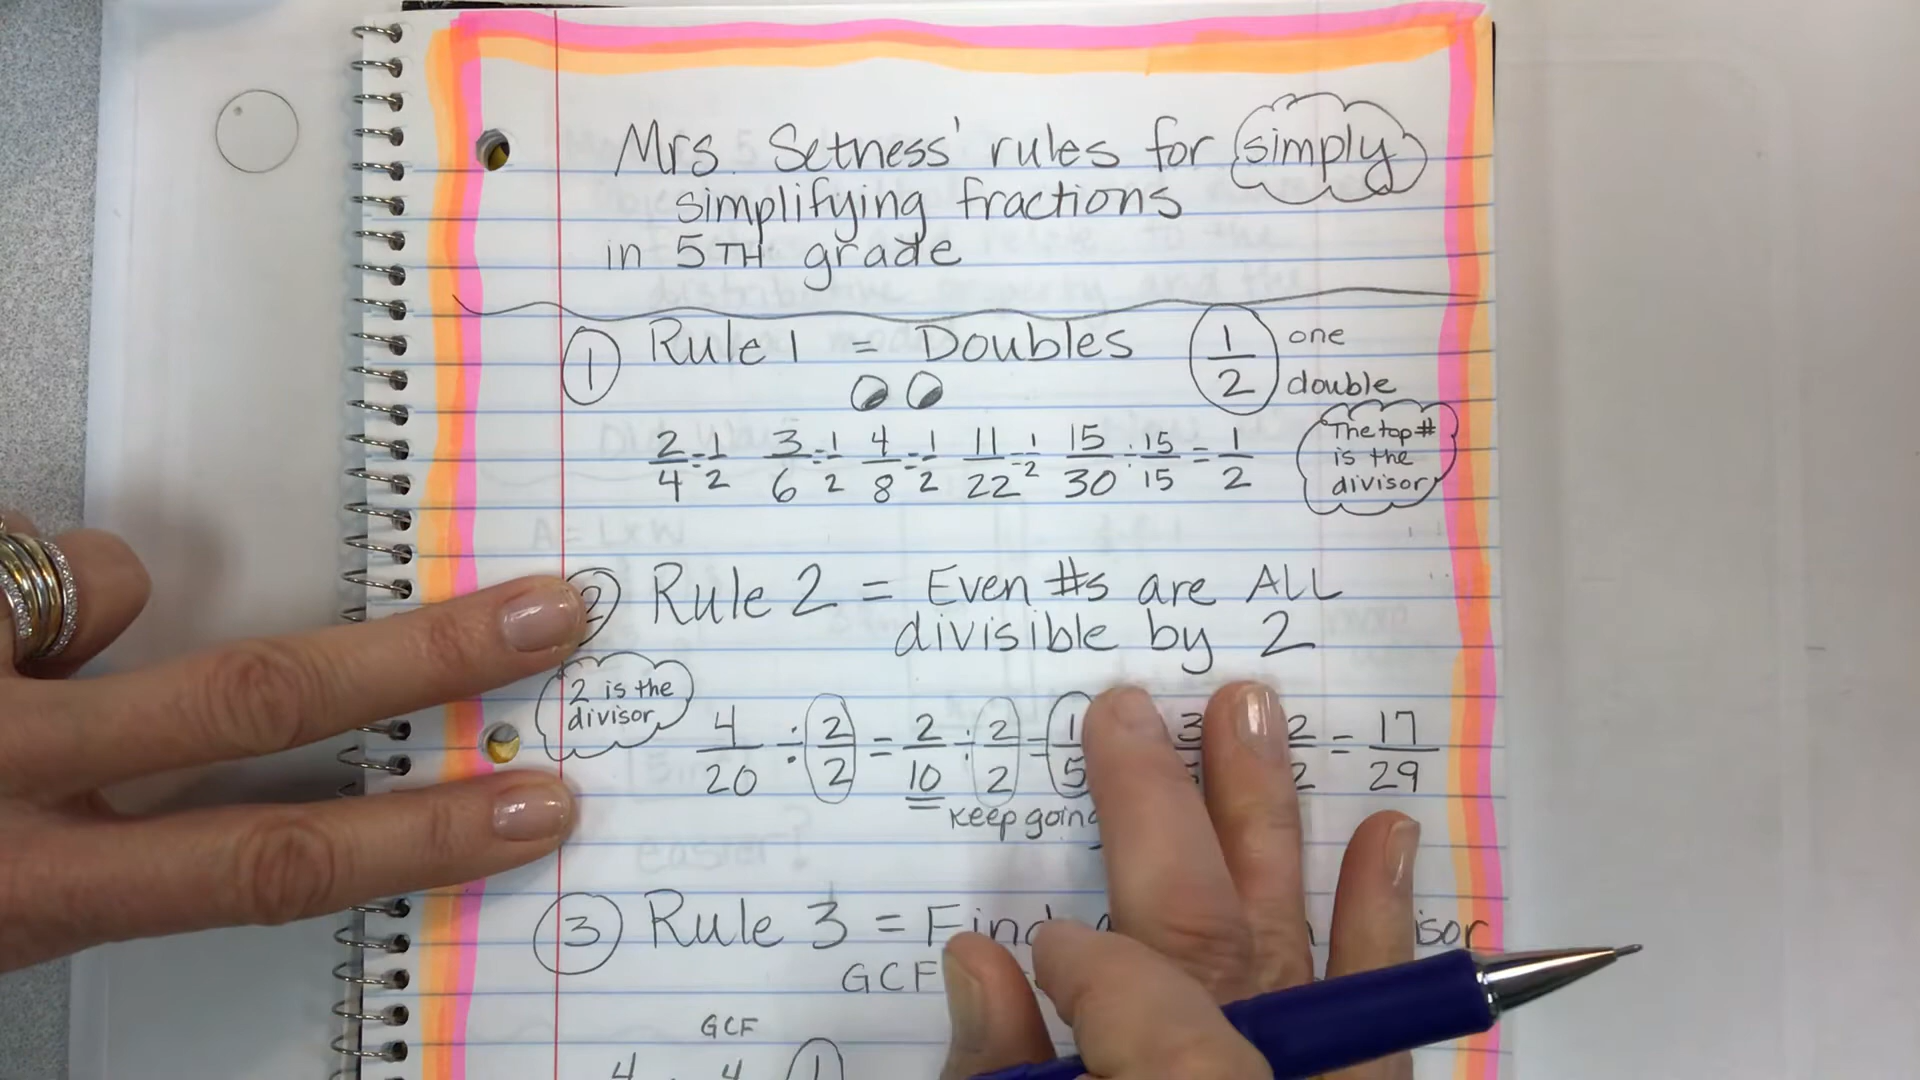 Mrs. Setness' rules for simply
simplifying fractions
in 5TH grade
1 Rule 1 = Doubles 1/2 one double
2/4 = 1/2 3/6 = 1/2 4/8 = 1/2 11/22 = 1/2 15/30 ÷ 15/15 = 1/2
The top #
is the
divisor
2 Rule 2 = Even #s are ALL
divisible by 2
2 is the
divisor
4/20 ÷ 2/2 = 2/10 ÷ 2/2 = 1/5 = 17/29
keep going
3 Rule 3 = Find
GCF
GCF
4 4 1